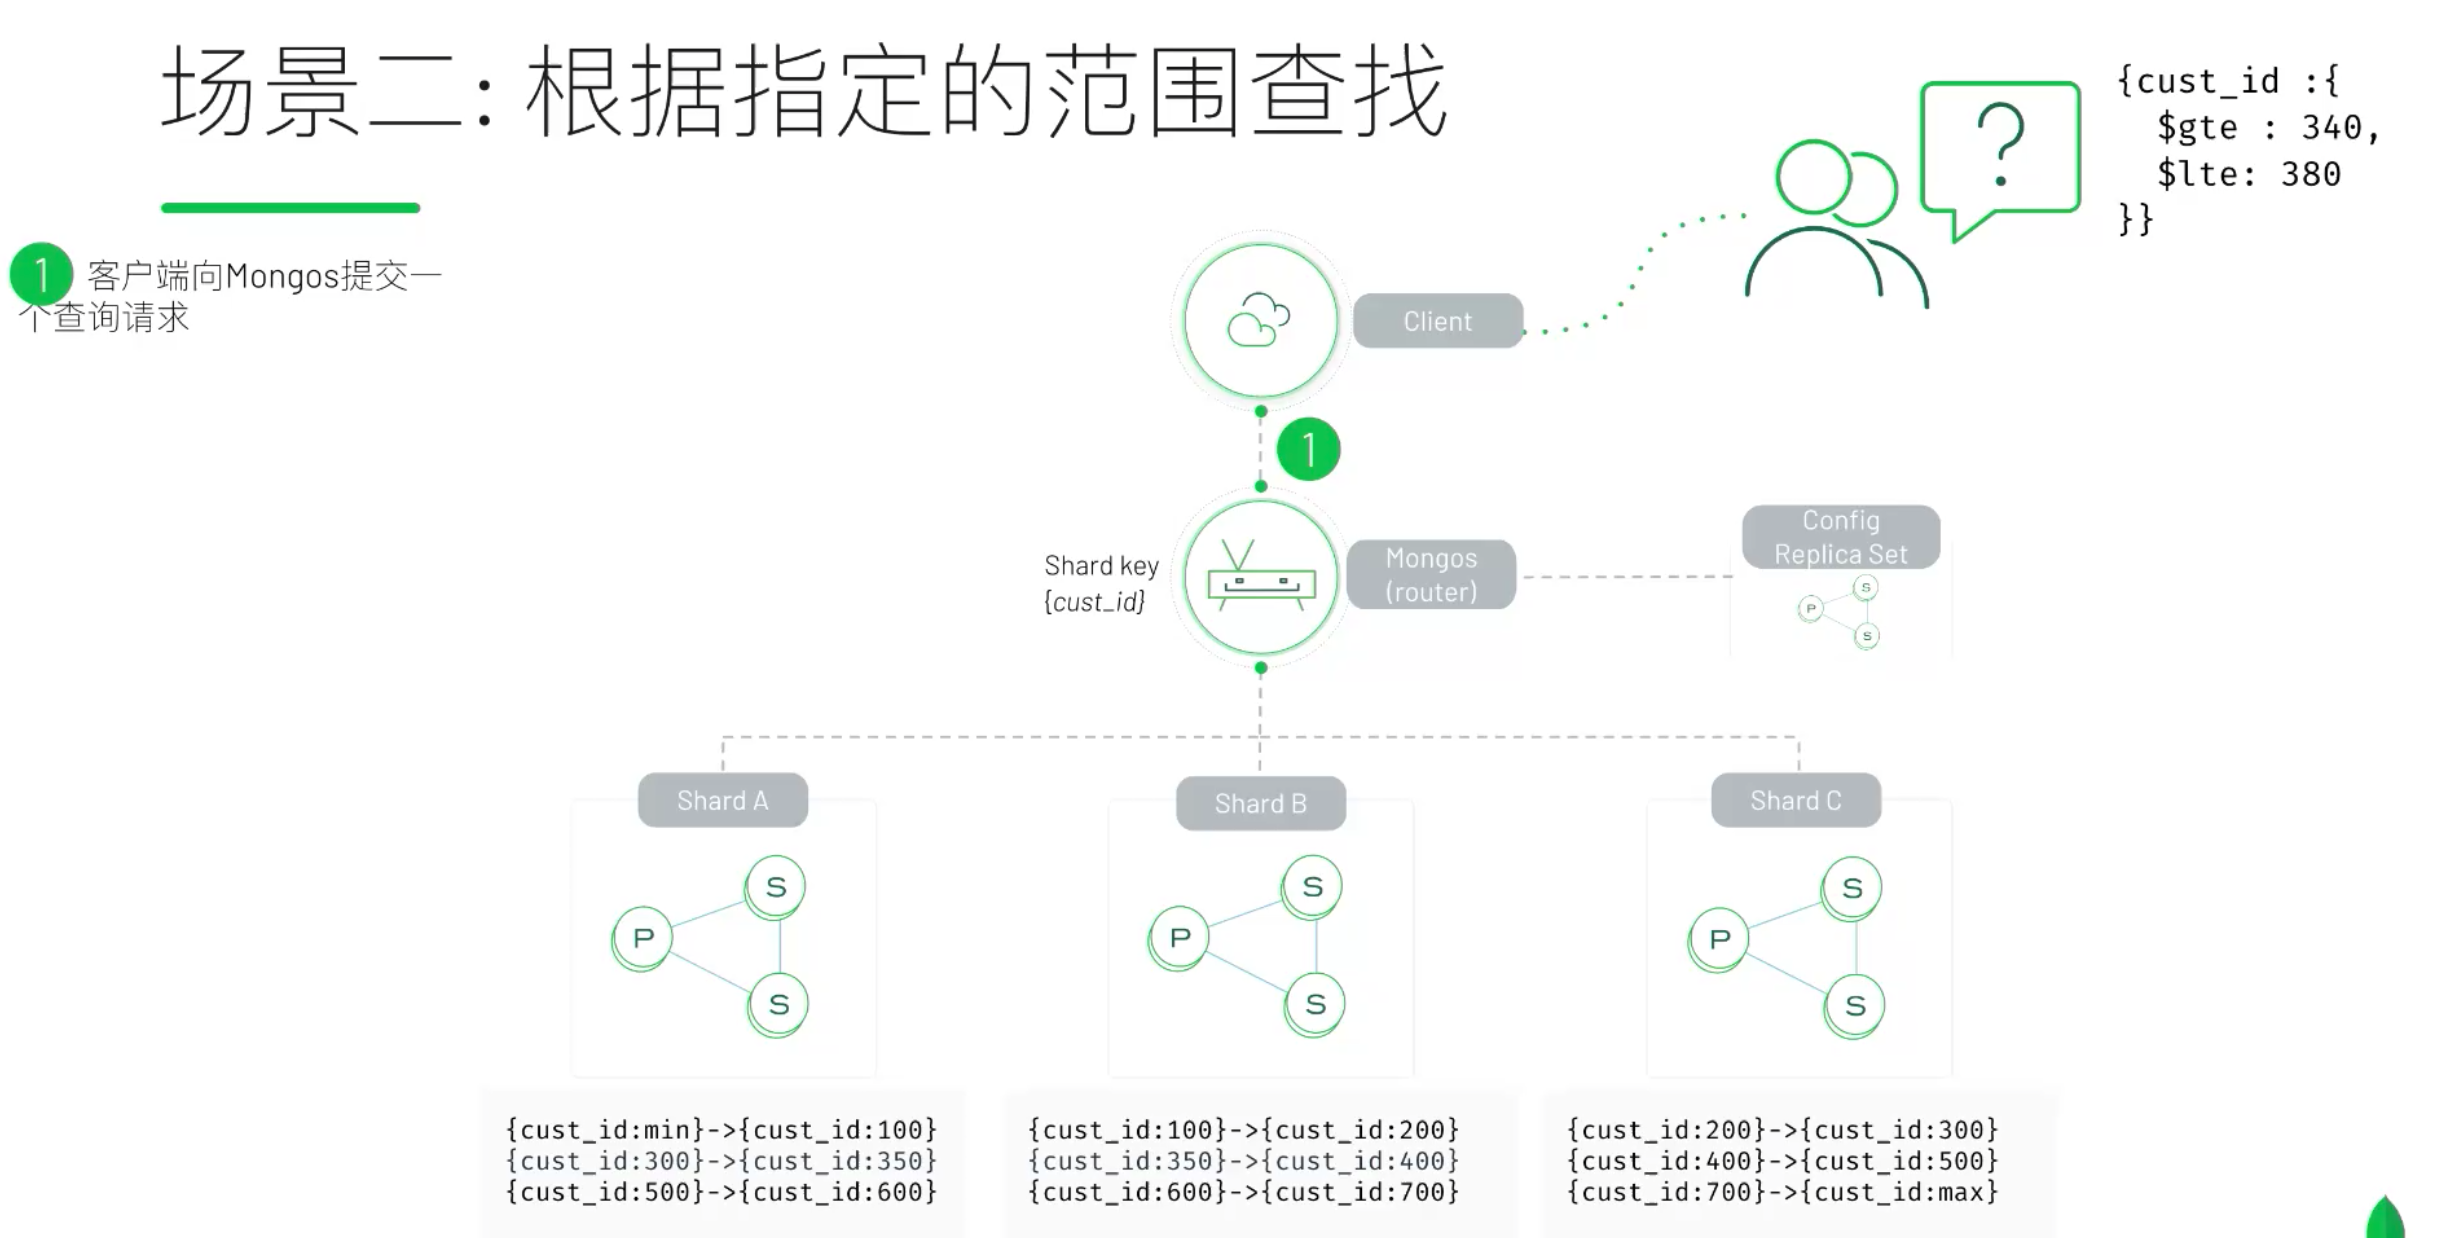 场景二: 根据指定的范围查找
{cust_id :{
$gte : 340,
$lte: 380
}}
?
1 客户端向Mongos提交一
个查询请求
Client
1
Shard key
{cust_id}
Mongos
(router)
Config
Replica Set
S
P
S
Shard A
Shard B
Shard C
S
P
S
S
P
S
S
P
S
{cust_id:min}->{cust_id:100}
{cust_id:300}->{cust_id:350}
{cust_id:500}->{cust_id:600}
{cust_id:100}->{cust_id:200}
{cust_id:350}->{cust_id:400}
{cust_id:600}->{cust_id:700}
{cust_id:200}->{cust_id:300}
{cust_id:400}->{cust_id:500}
{cust_id:700}->{cust_id:max}